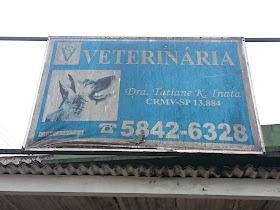 VETERINÁRIA
Dra. Tatiane K. Inata
CRMV-SP 13.884
☎ 5842-6328